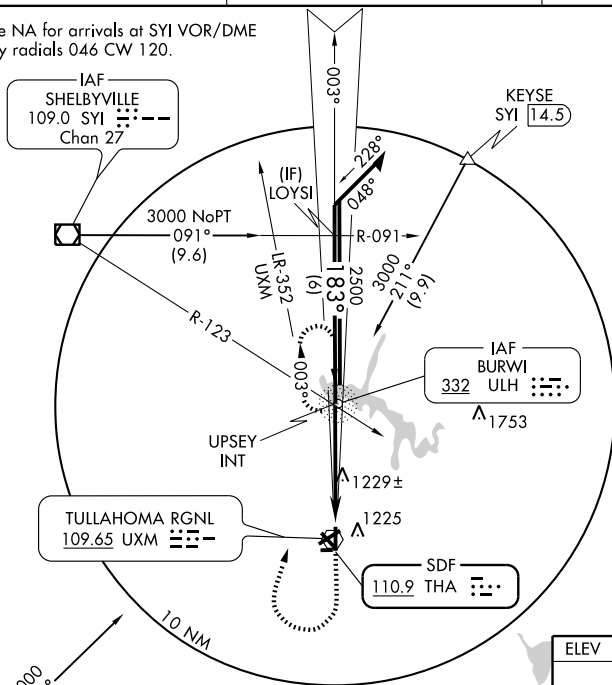 e NA for arrivals at SYI VOR/DME
y radials 046 CW 120.
IAF
SHELBYVILLE
109.0 SYI
Chan 27
003°
KEYSE
SYI 14.5
(IF)
LOYSI
228°
048°
3000 NoPT
091°
(9.6)
R-091
LR-352
UXM
183°
(6)
2500
3000
211°
(9.9)
R-123
003°
IAF
BURWI
332 ULH
1753
UPSEY
INT
1229±
1225
TULLAHOMA RGNL
109.65 UXM
SDF
110.9 THA
10 NM
ELEV